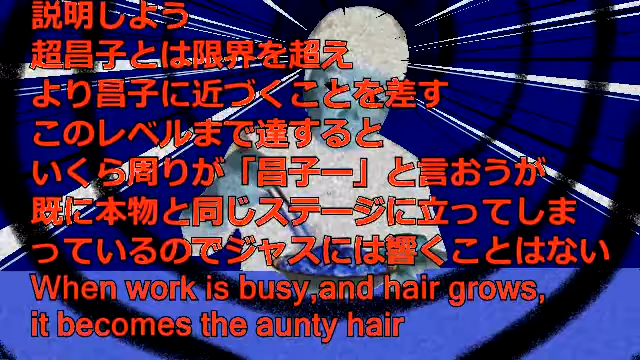 説明しよう
超昌子とは限界を超え
より昌子に近づくことを差す
このレベルまで達すると
いくら周りが「昌子ー」と言おうが
既に本物と同じステージに立ってしま
っているのでジャスには響くことはない
When work is busy,and hair grows,
it becomes the aunty hair